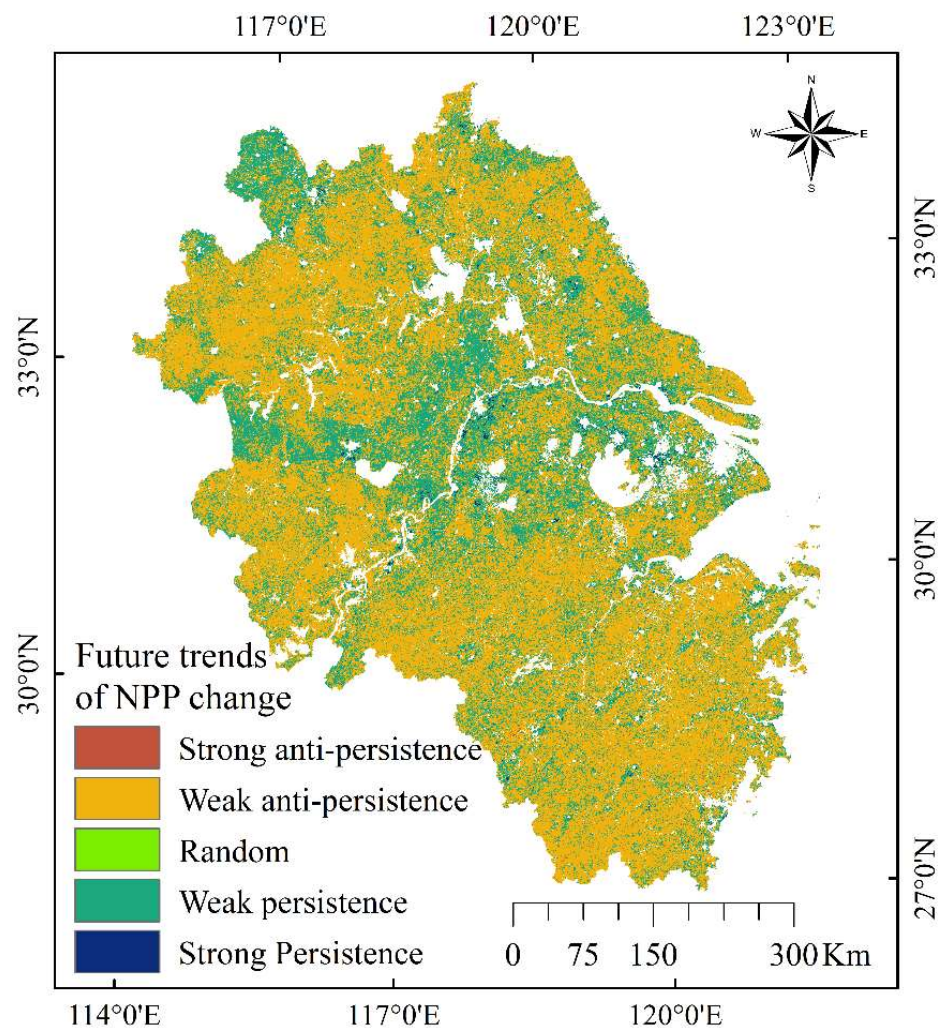 117°0'E 120°0'E 123°0'E
N
W E
S
33°0'N
33°0'N
30°0'N
30°0'N
27°0'N
Future trends
of NPP change
Strong anti-persistence
Weak anti-persistence
Random
Weak persistence
Strong Persistence
0 75 150 300 Km
114°0'E 117°0'E 120°0'E